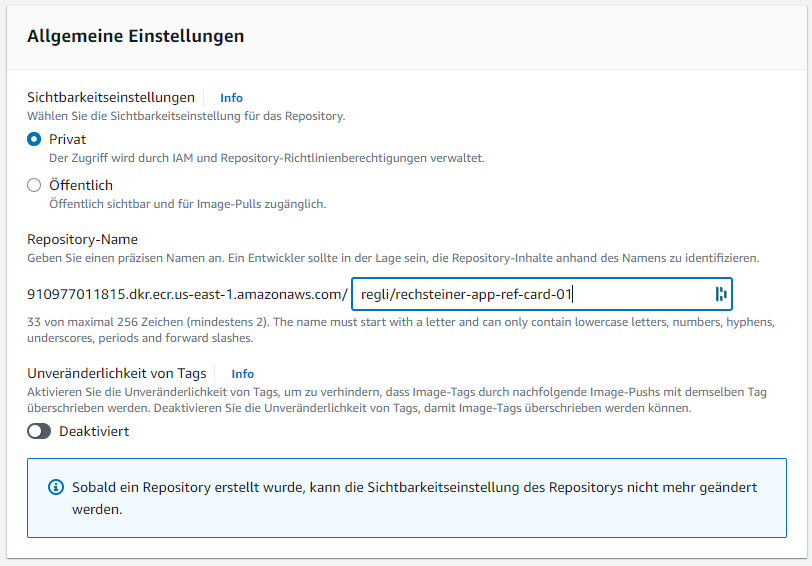 Allgemeine Einstellungen
Sichtbarkeitseinstellungen Info
Wählen Sie die Sichtbarkeitseinstellung für das Repository.
Privat
Der Zugriff wird durch IAM und Repository-Richtlinienberechtigungen verwaltet.
Öffentlich
Öffentlich sichtbar und für Image-Pulls zugänglich.
Repository-Name
Geben Sie einen präzisen Namen an. Ein Entwickler sollte in der Lage sein, die Repository-Inhalte anhand des Namens zu identifizieren.
910977011815.dkr.ecr.us-east-1.amazonaws.com/ regli/rechsteiner-app-ref-card-01
33 von maximal 256 Zeichen (mindestens 2). The name must start with a letter and can only contain lowercase letters, numbers, hyphens,
underscores, periods and forward slashes.
Unveränderlichkeit von Tags Info
Aktivieren Sie die Unveränderlichkeit von Tags, um zu verhindern, dass Image-Tags durch nachfolgende Image-Pushs mit demselben Tag
überschrieben werden. Deaktivieren Sie die Unveränderlichkeit von Tags, damit Image-Tags überschrieben werden können.
Deaktiviert
Sobald ein Repository erstellt wurde, kann die Sichtbarkeitseinstellung des Repositorys nicht mehr geändert
werden.